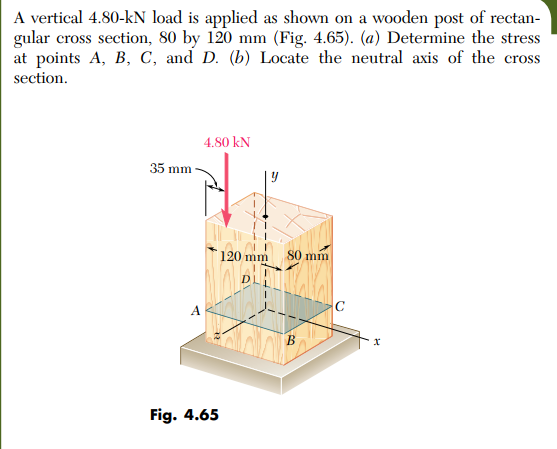 A vertical 4.80-kN load is applied as shown on a wooden post of rectan-
gular cross section, 80 by 120 mm (Fig. 4.65). (a) Determine the stress
at points A, B, C, and D. (b) Locate the neutral axis of the cross
section.
4.80 kN
35 mm
y
120 mm
80 mm
D
A
C
z
B
x
Fig. 4.65